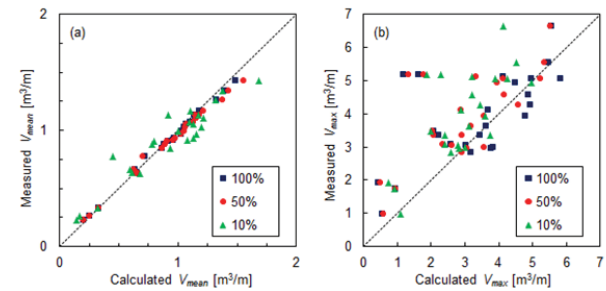 (a)
2
1
0
Measured Vmean [m³/m]
100%
50%
10%
0
1
2
Calculated Vmean [m³/m]
(b)
7
6
5
4
3
2
1
0
Measured Vmax [m³/m]
100%
50%
10%
0 1 2 3 4 5 6 7
Calculated Vmax [m³/m]